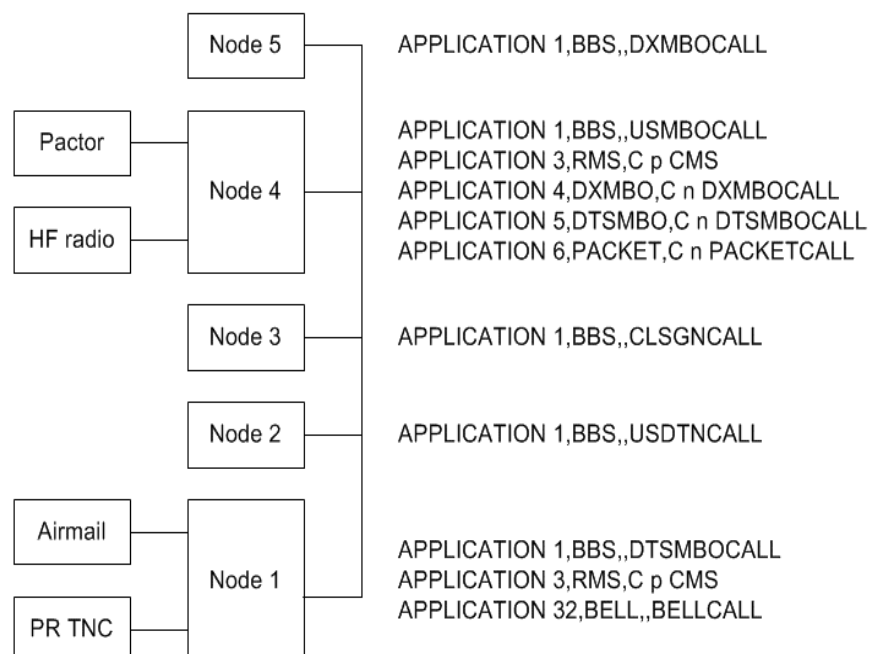 Node 5
APPLICATION 1,BBS,,DXMBOCALL
Pactor
HF radio
Node 4
APPLICATION 1,BBS,,USMBOCALL
APPLICATION 3,RMS,C p CMS
APPLICATION 4,DXMBO,C n DXMBOCALL
APPLICATION 5,DTSMBO,C n DTSMBOCALL
APPLICATION 6,PACKET,C n PACKETCALL
Node 3
APPLICATION 1,BBS,,CLSGNCALL
Node 2
APPLICATION 1,BBS,,USDTNCALL
Airmail
PR TNC
Node 1
APPLICATION 1,BBS,,DTSMBOCALL
APPLICATION 3,RMS,C p CMS
APPLICATION 32,BELL,,BELLCALL